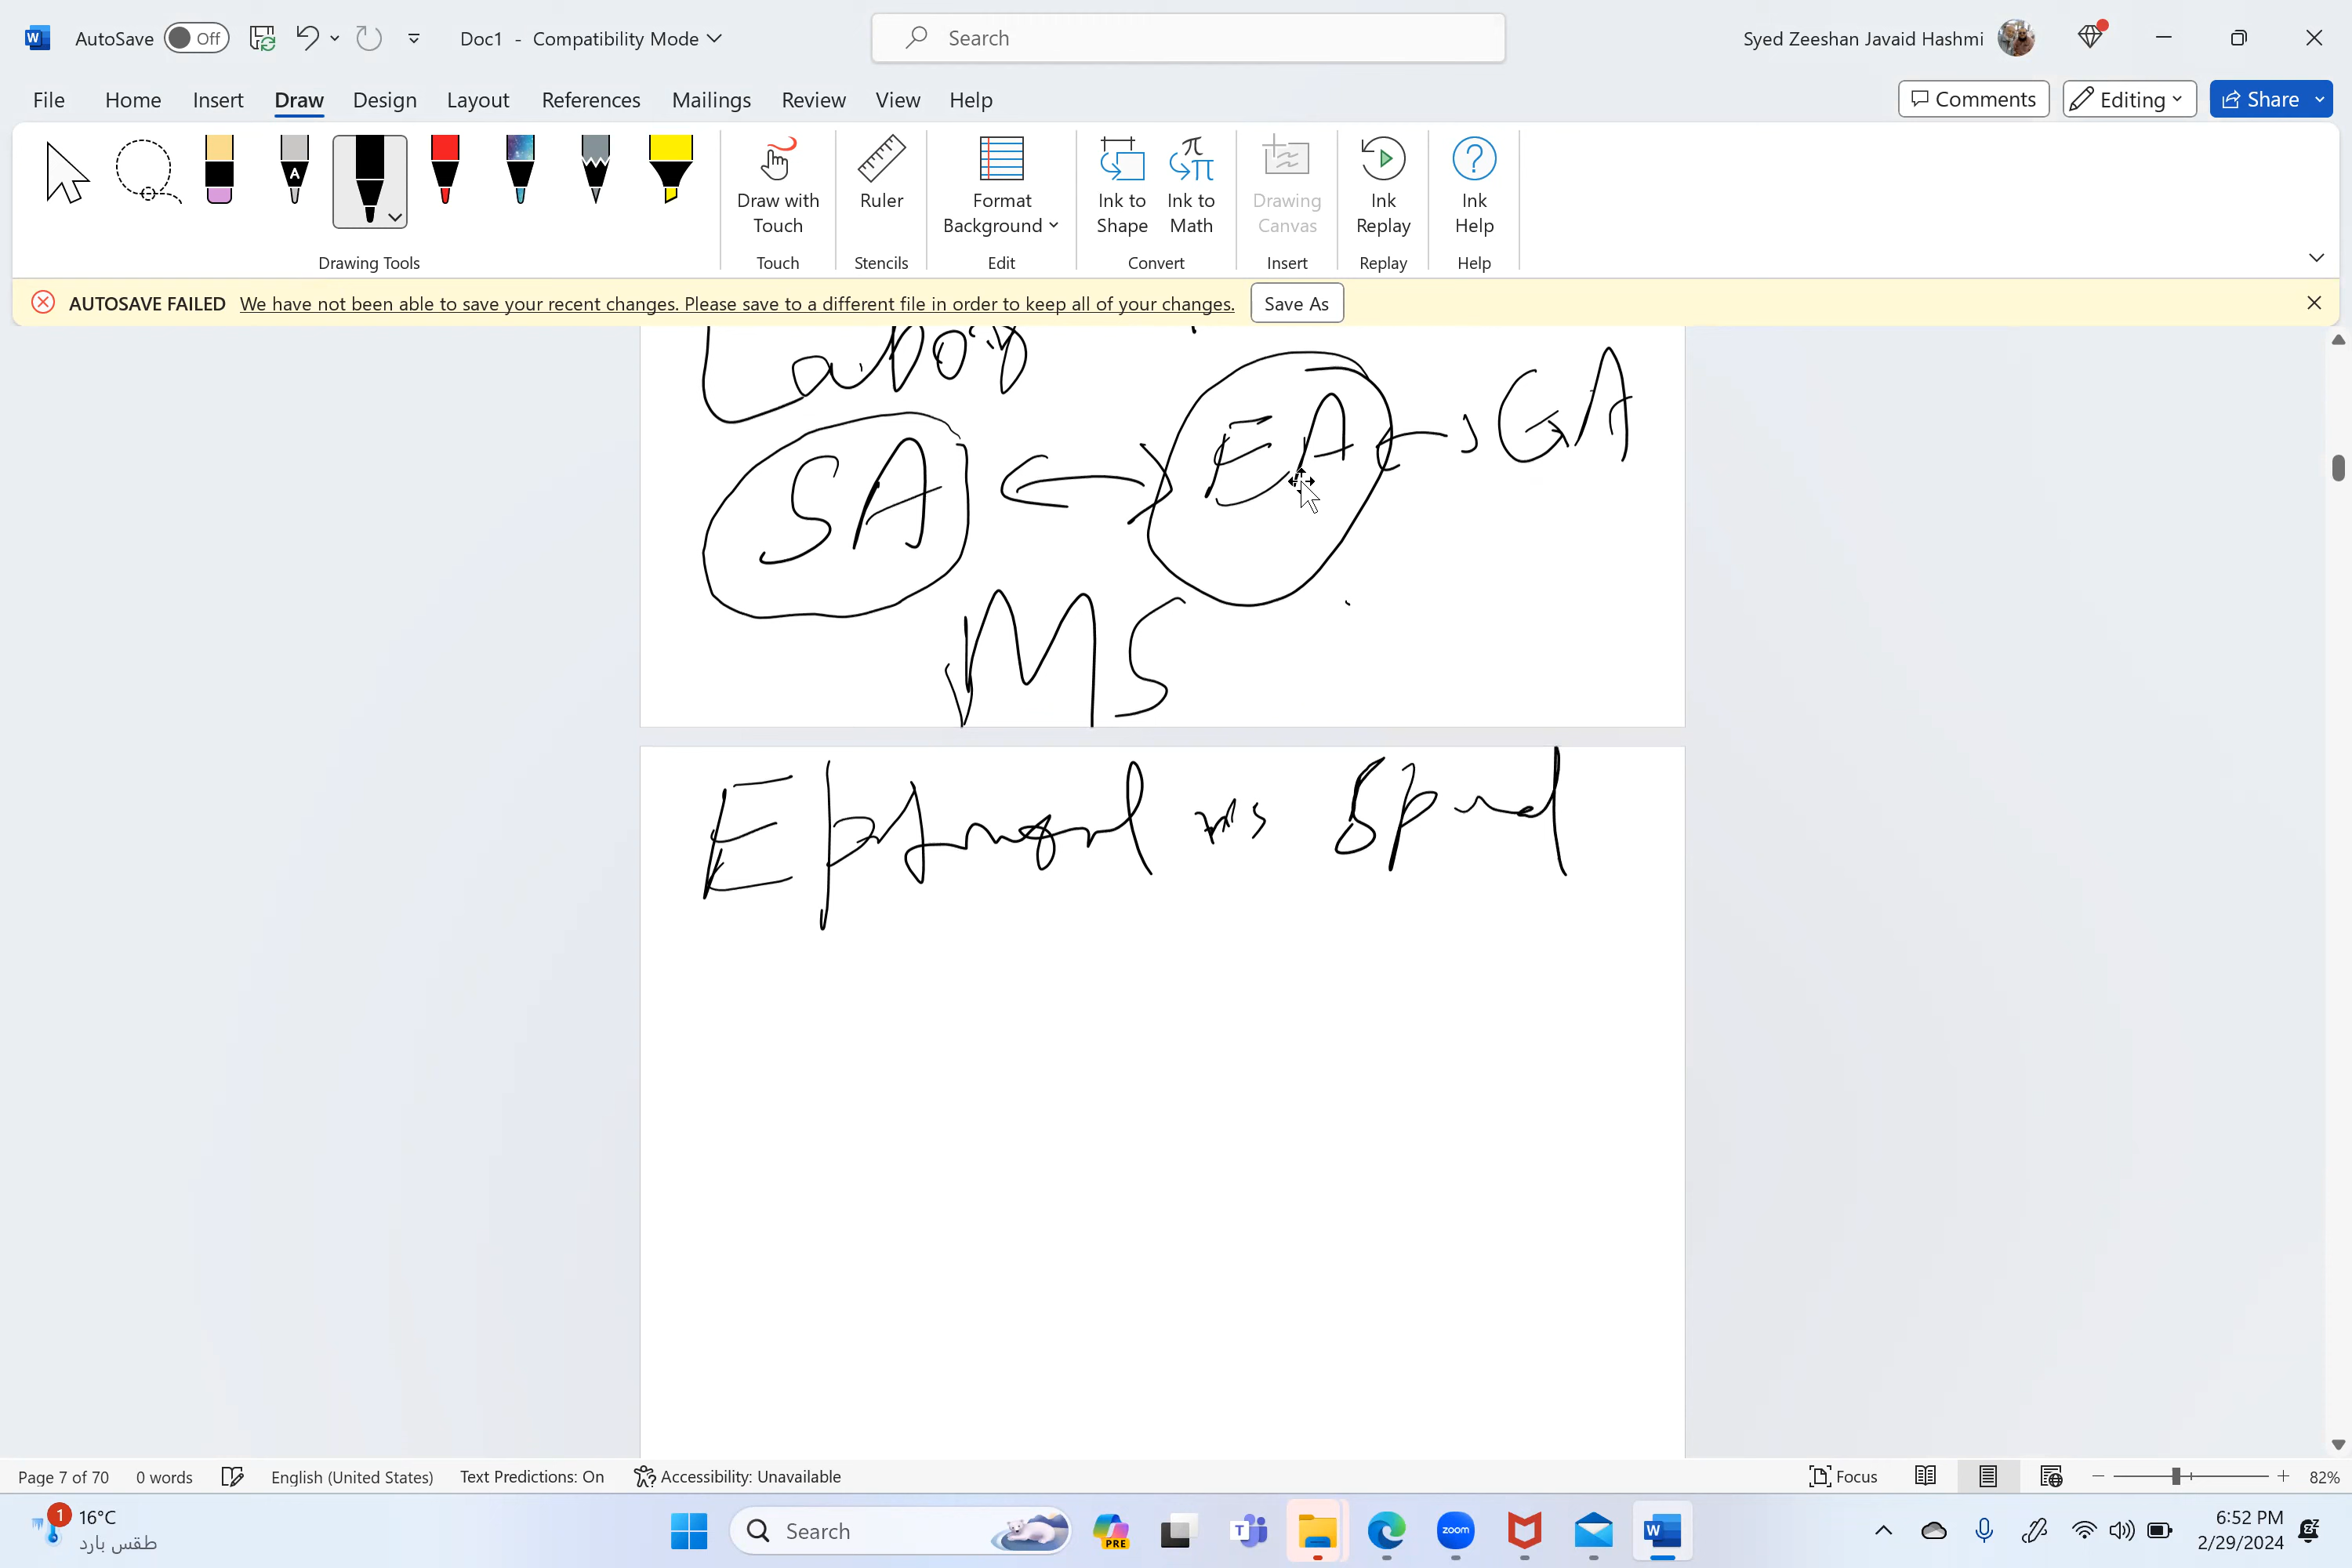 AutoSave Off Doc1 - Compatibility Mode Search Syed Zeeshan Javaid Hashmi
File Home Insert Draw Design Layout References Mailings Review View Help Comments Editing Share
A
Draw with Touch Ruler Format Background Ink to Shape Ink to Math Drawing Canvas Ink Replay Ink Help
Drawing Tools Touch Stencils Edit Convert Insert Replay Help
AUTOSAVE FAILED We have not been able to save your recent changes. Please save to a different file in order to keep all of your changes. Save As
SA EA GA
MS
Page 7 of 70 0 words English (United States) Text Predictions: On Accessibility: Unavailable Focus 82%
1 16°C Search PRE zoom 6:52 PM
طقس بارد 2/29/2024